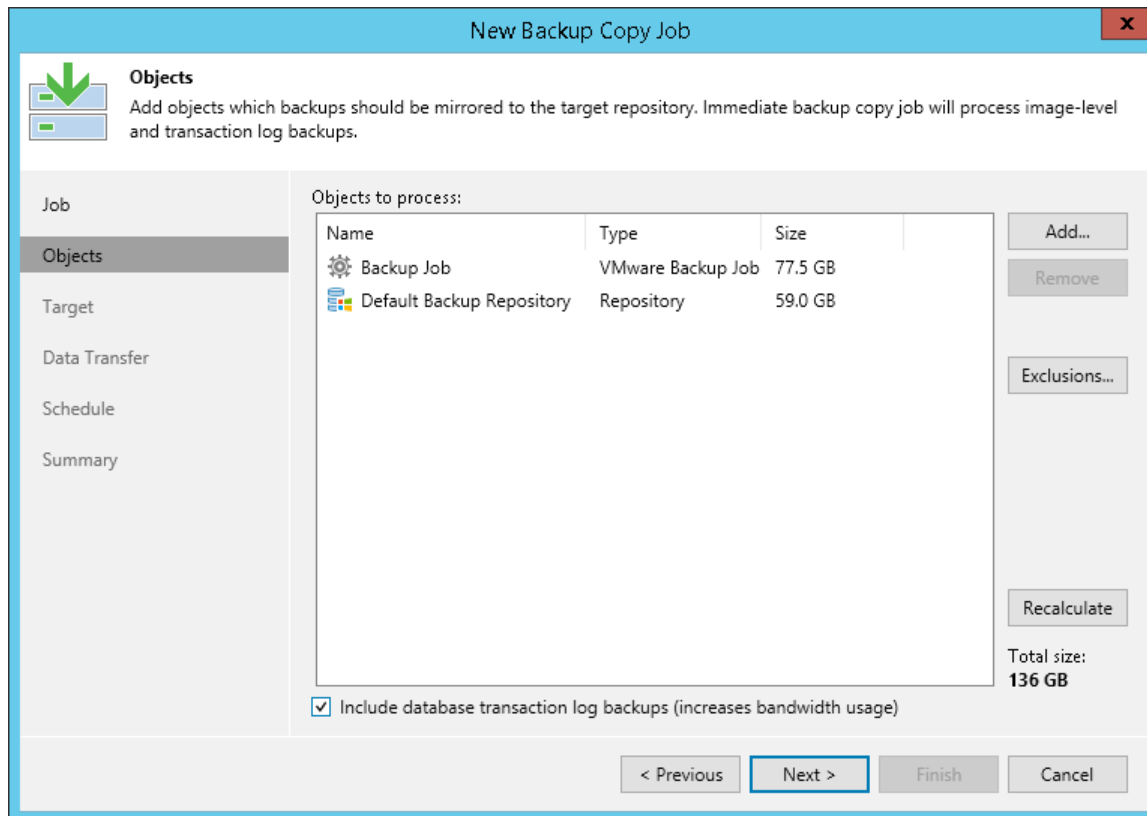 New Backup Copy Job
x
Objects
Add objects which backups should be mirrored to the target repository. Immediate backup copy job will process image-level
and transaction log backups.
Job
Objects
Target
Data Transfer
Schedule
Summary
Objects to process:
Name Type Size
Backup Job VMware Backup Job 77.5 GB
Default Backup Repository Repository 59.0 GB
Add...
Remove
Exclusions...
Recalculate
Total size:
136 GB
Include database transaction log backups (increases bandwidth usage)
< Previous Next > Finish Cancel